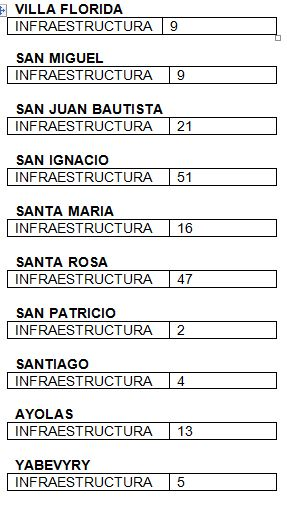 VILLA FLORIDA
INFRAESTRUCTURA 9
SAN MIGUEL
INFRAESTRUCTURA 9
SAN JUAN BAUTISTA
INFRAESTRUCTURA 21
SAN IGNACIO
INFRAESTRUCTURA 51
SANTA MARIA
INFRAESTRUCTURA 16
SANTA ROSA
INFRAESTRUCTURA 47
SAN PATRICIO
INFRAESTRUCTURA 2
SANTIAGO
INFRAESTRUCTURA 4
AYOLAS
INFRAESTRUCTURA 13
YABEVYRY
INFRAESTRUCTURA 5